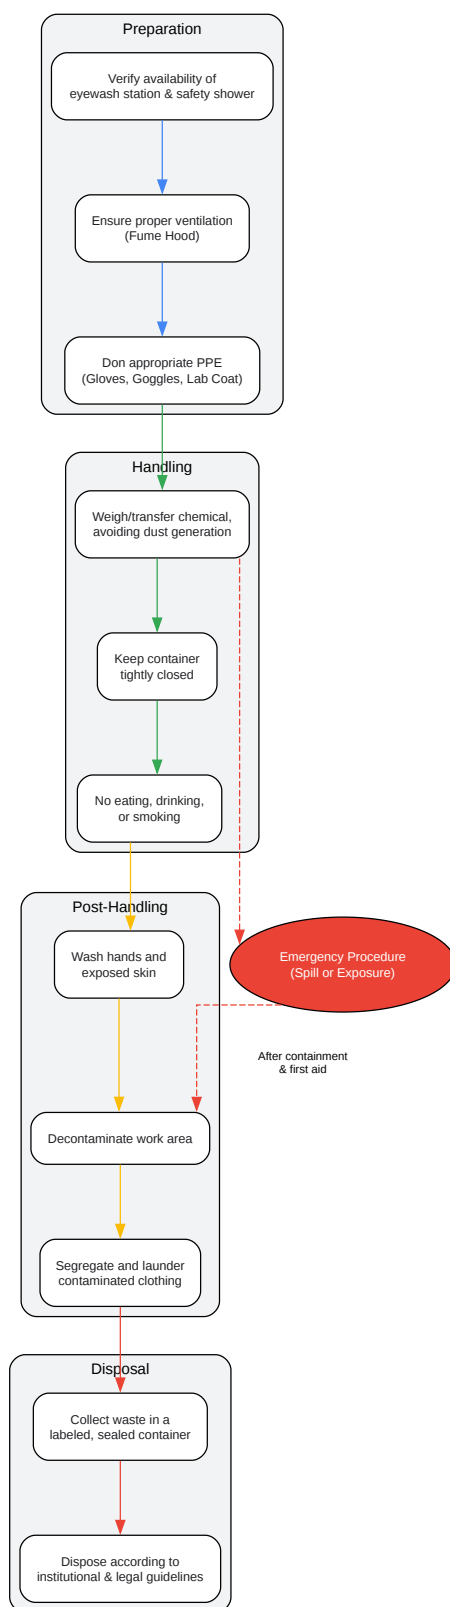 Preparation
Verify availability of
eyewash station & safety shower
Ensure proper ventilation
(Fume Hood)
Don appropriate PPE
(Gloves, Goggles, Lab Coat)
Handling
Weigh/transfer chemical,
avoiding dust generation
Keep container
tightly closed
No eating, drinking,
or smoking
Post-Handling
Wash hands and
exposed skin
Emergency Procedure
(Spill or Exposure)
After containment
& first aid
Decontaminate work area
Segregate and launder
contaminated clothing
Disposal
Collect waste in a
labeled, sealed container
Dispose according to
institutional & legal guidelines